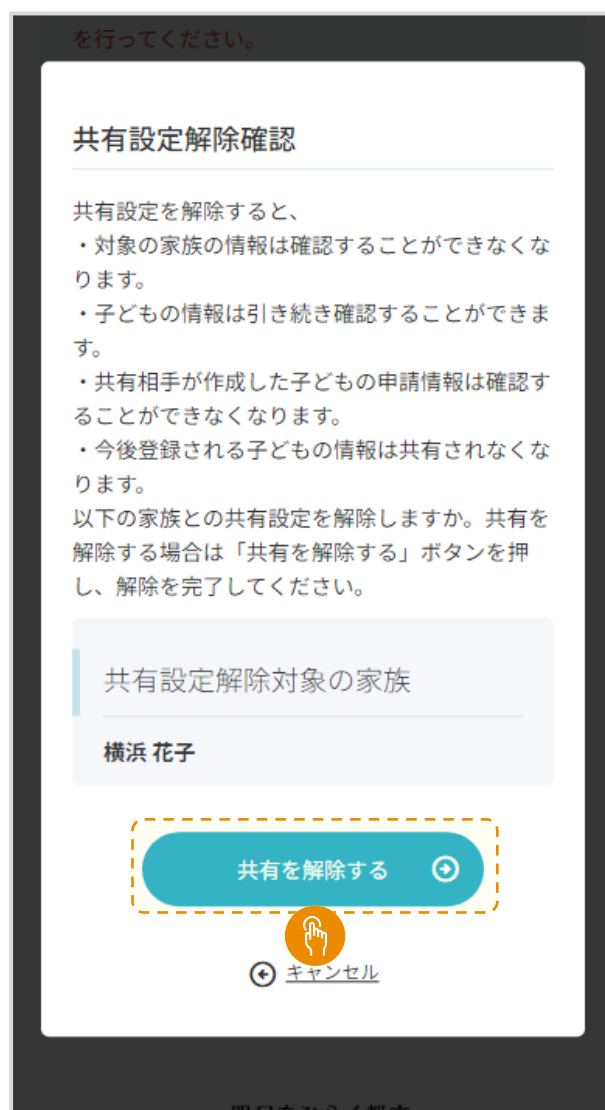 を行ってください。
共有設定解除確認
共有設定を解除すると、
・対象の家族の情報は確認することができなくな
ります。
・子どもの情報は引き続き確認することができま
す。
・共有相手が作成した子どもの申請情報は確認す
ることができなくなります。
・今後登録される子どもの情報は共有されなくな
ります。
以下の家族との共有設定を解除しますか。共有を
解除する場合は「共有を解除する」ボタンを押
し、解除を完了してください。
共有設定解除対象の家族
横浜 花子
共有を解除する
キャンセル
明日をひらく都市